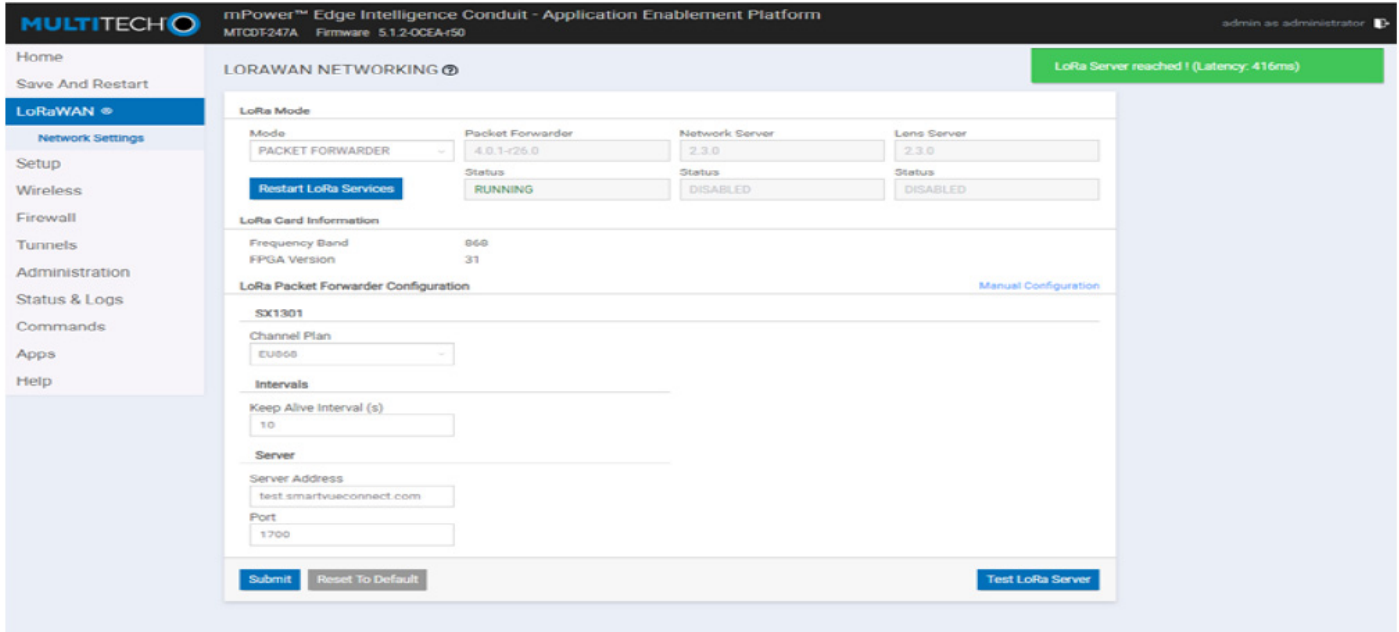 MULTITECH
mPower™ Edge Intelligence Conduit - Application Enablement Platform
MTCDT-247A Firmware 5.1.2-OCEA-r50
admin as administrator
Home
Save And Restart
LoRaWAN ®
Network Settings
Setup
Wireless
Firewall
Tunnels
Administration
Status & Logs
Commands
Apps
Help
LORAWAN NETWORKING
LoRa Server reached ! (Latency: 416ms)
LoRa Mode
Mode Packet Forwarder Network Server Lens Server
PACKET FORWARDER 4.0.1-r26.0 2.3.0 2.3.0
Status Status Status
Restart LoRa Services RUNNING DISABLED DISABLED
LoRa Card Information
Frequency Band 868
FPGA Version 31
LoRa Packet Forwarder Configuration Manual Configuration
SX1301
Channel Plan
EU868
Intervals
Keep Alive Interval (s)
10
Server
Server Address
test.smartvueconnect.com
Port
1700
Submit Reset To Default Test LoRa Server